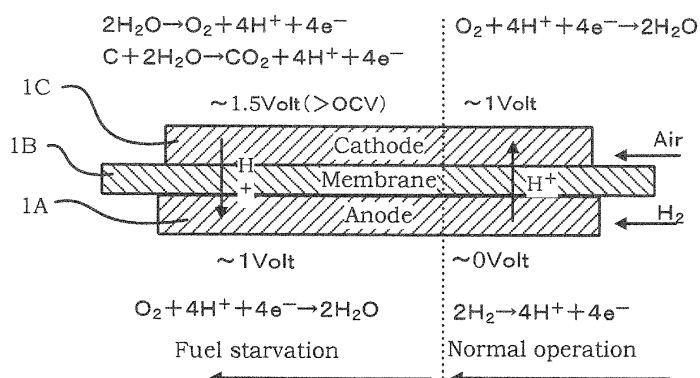 2H₂O→O₂+4H⁺+4e⁻
C+2H₂O→CO₂+4H⁺+4e⁻
O₂+4H⁺+4e⁻→2H₂O
1C
~1.5Volt(>OCV)
~1Volt
1B
Cathode
Air
H
+
Membrane
H⁺
1A
Anode
H₂
~1Volt
~0Volt
O₂+4H⁺+4e⁻→2H₂O
2H₂→4H⁺+4e⁻
Fuel starvation
Normal operation